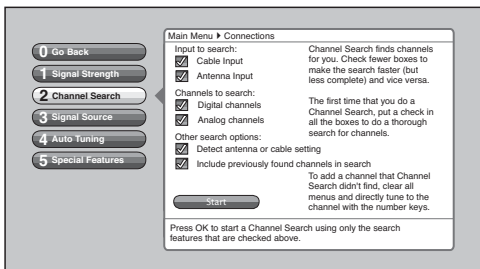 Main Menu ▶ Connections
0 Go Back
1 Signal Strength
2 Channel Search
3 Signal Source
4 Auto Tuning
5 Special Features
Input to search:
Cable Input
Antenna Input
Channels to search:
Digital channels
Analog channels
Other search options:
Detect antenna or cable setting
Include previously found channels in search
Start
Channel Search finds channels
for you. Check fewer boxes to
make the search faster (but
less complete) and vice versa.
The first time that you do a
Channel Search, put a check in
all the boxes to do a thorough
search for channels.
To add a channel that Channel
Search didn't find, clear all
menus and directly tune to the
channel with the number keys.
Press OK to start a Channel Search using only the search
features that are checked above.